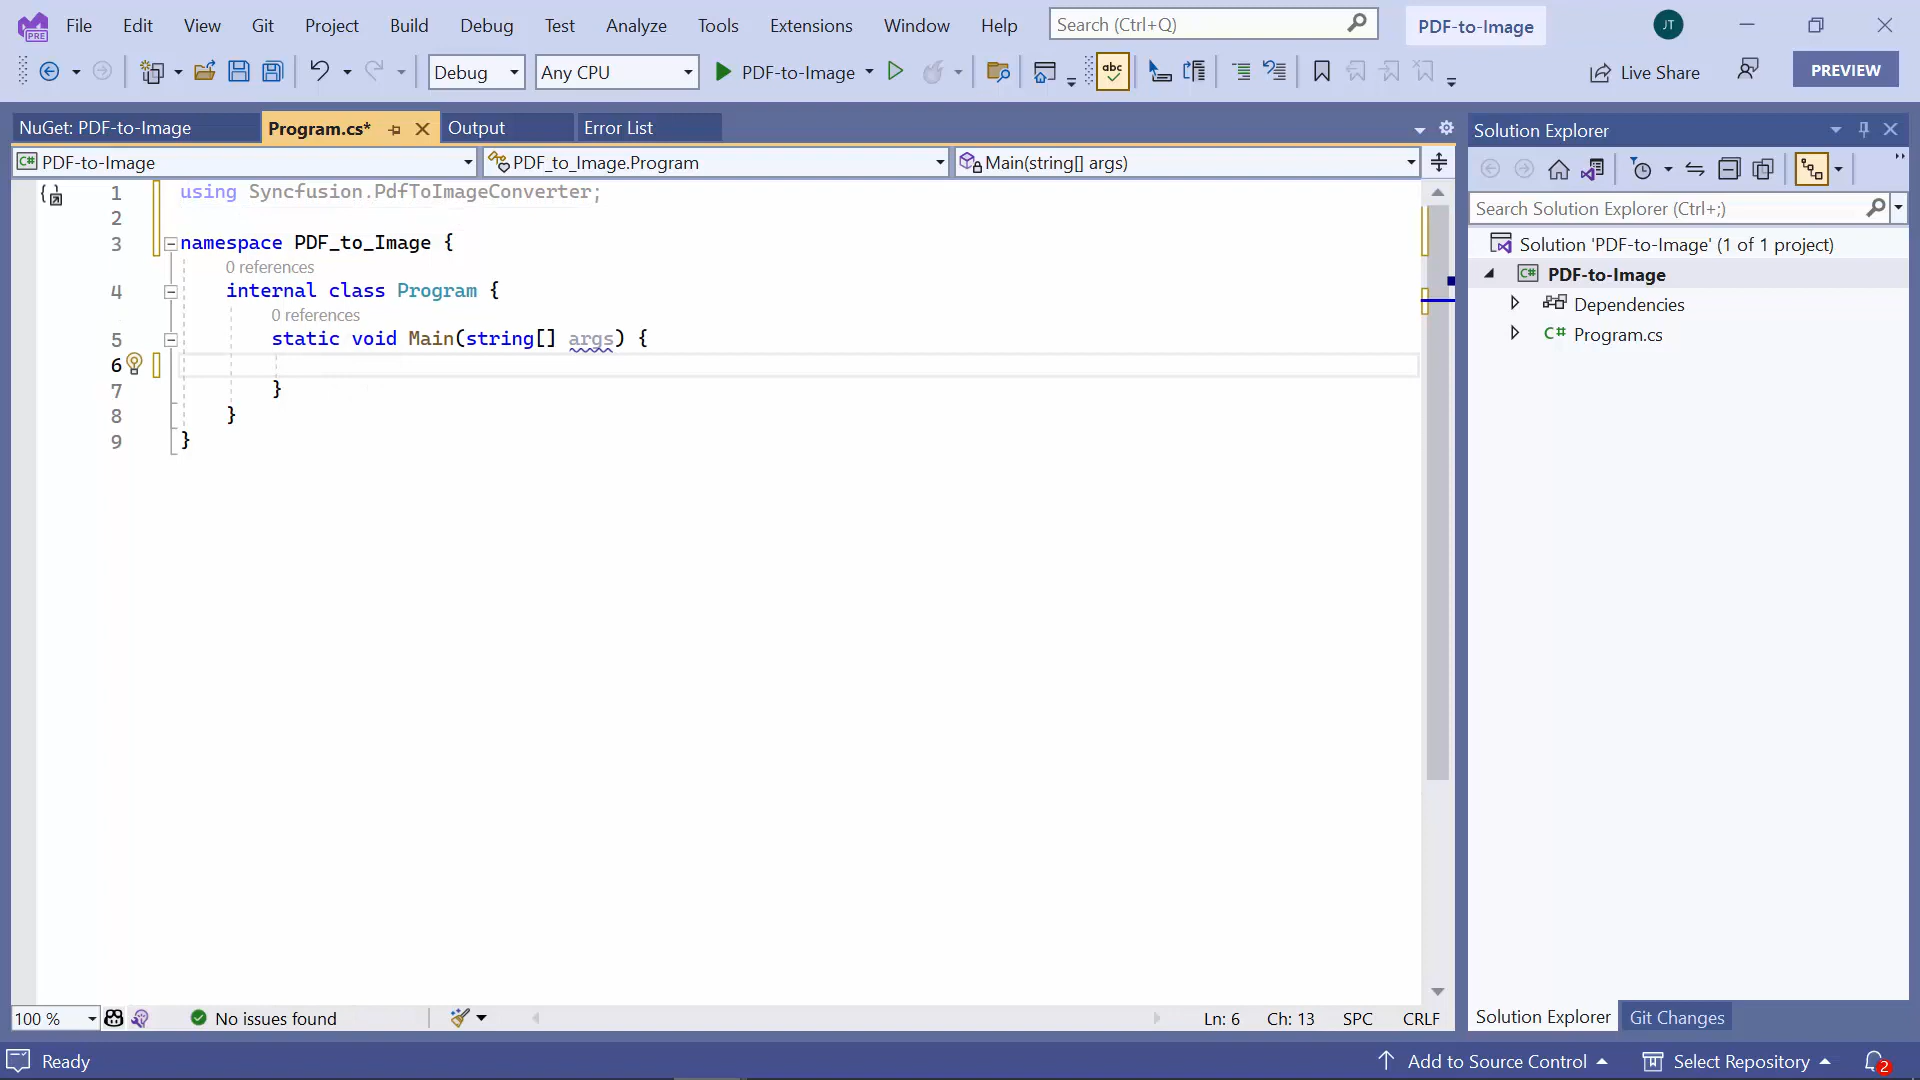 File Edit View Git Project Build Debug Test Analyze Tools Extensions Window Help Search (Ctrl+Q) PDF-to-Image JT
PRE
Debug Any CPU PDF-to-Image abc Live Share PREVIEW
NuGet: PDF-to-Image Program.cs* Output Error List
C# PDF-to-Image PDF_to_Image.Program Main(string[] args)
1 using Syncfusion.PdfToImageConverter;
2
3 namespace PDF_to_Image {
0 references
4 internal class Program {
0 references
5 static void Main(string[] args) {
6
7 }
8 }
9 }
100 % No issues found Ln: 6 Ch: 13 SPC CRLF
Solution Explorer
Search Solution Explorer (Ctrl+;)
Solution 'PDF-to-Image' (1 of 1 project)
C# PDF-to-Image
Dependencies
C# Program.cs
Solution Explorer Git Changes
Ready Add to Source Control Select Repository 2